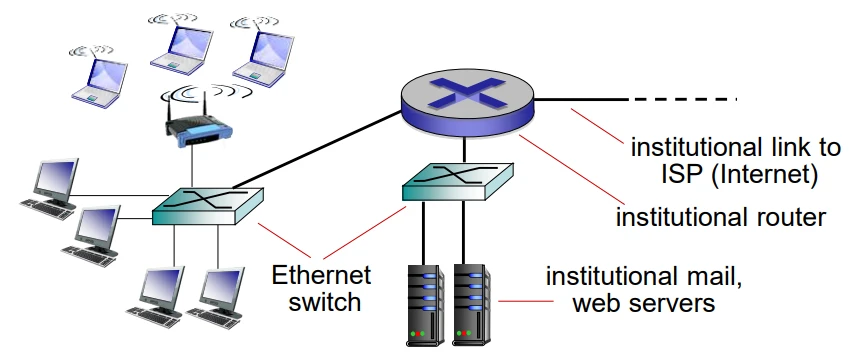 institutional link to
ISP (Internet)
institutional router
Ethernet
switch
institutional mail,
web servers